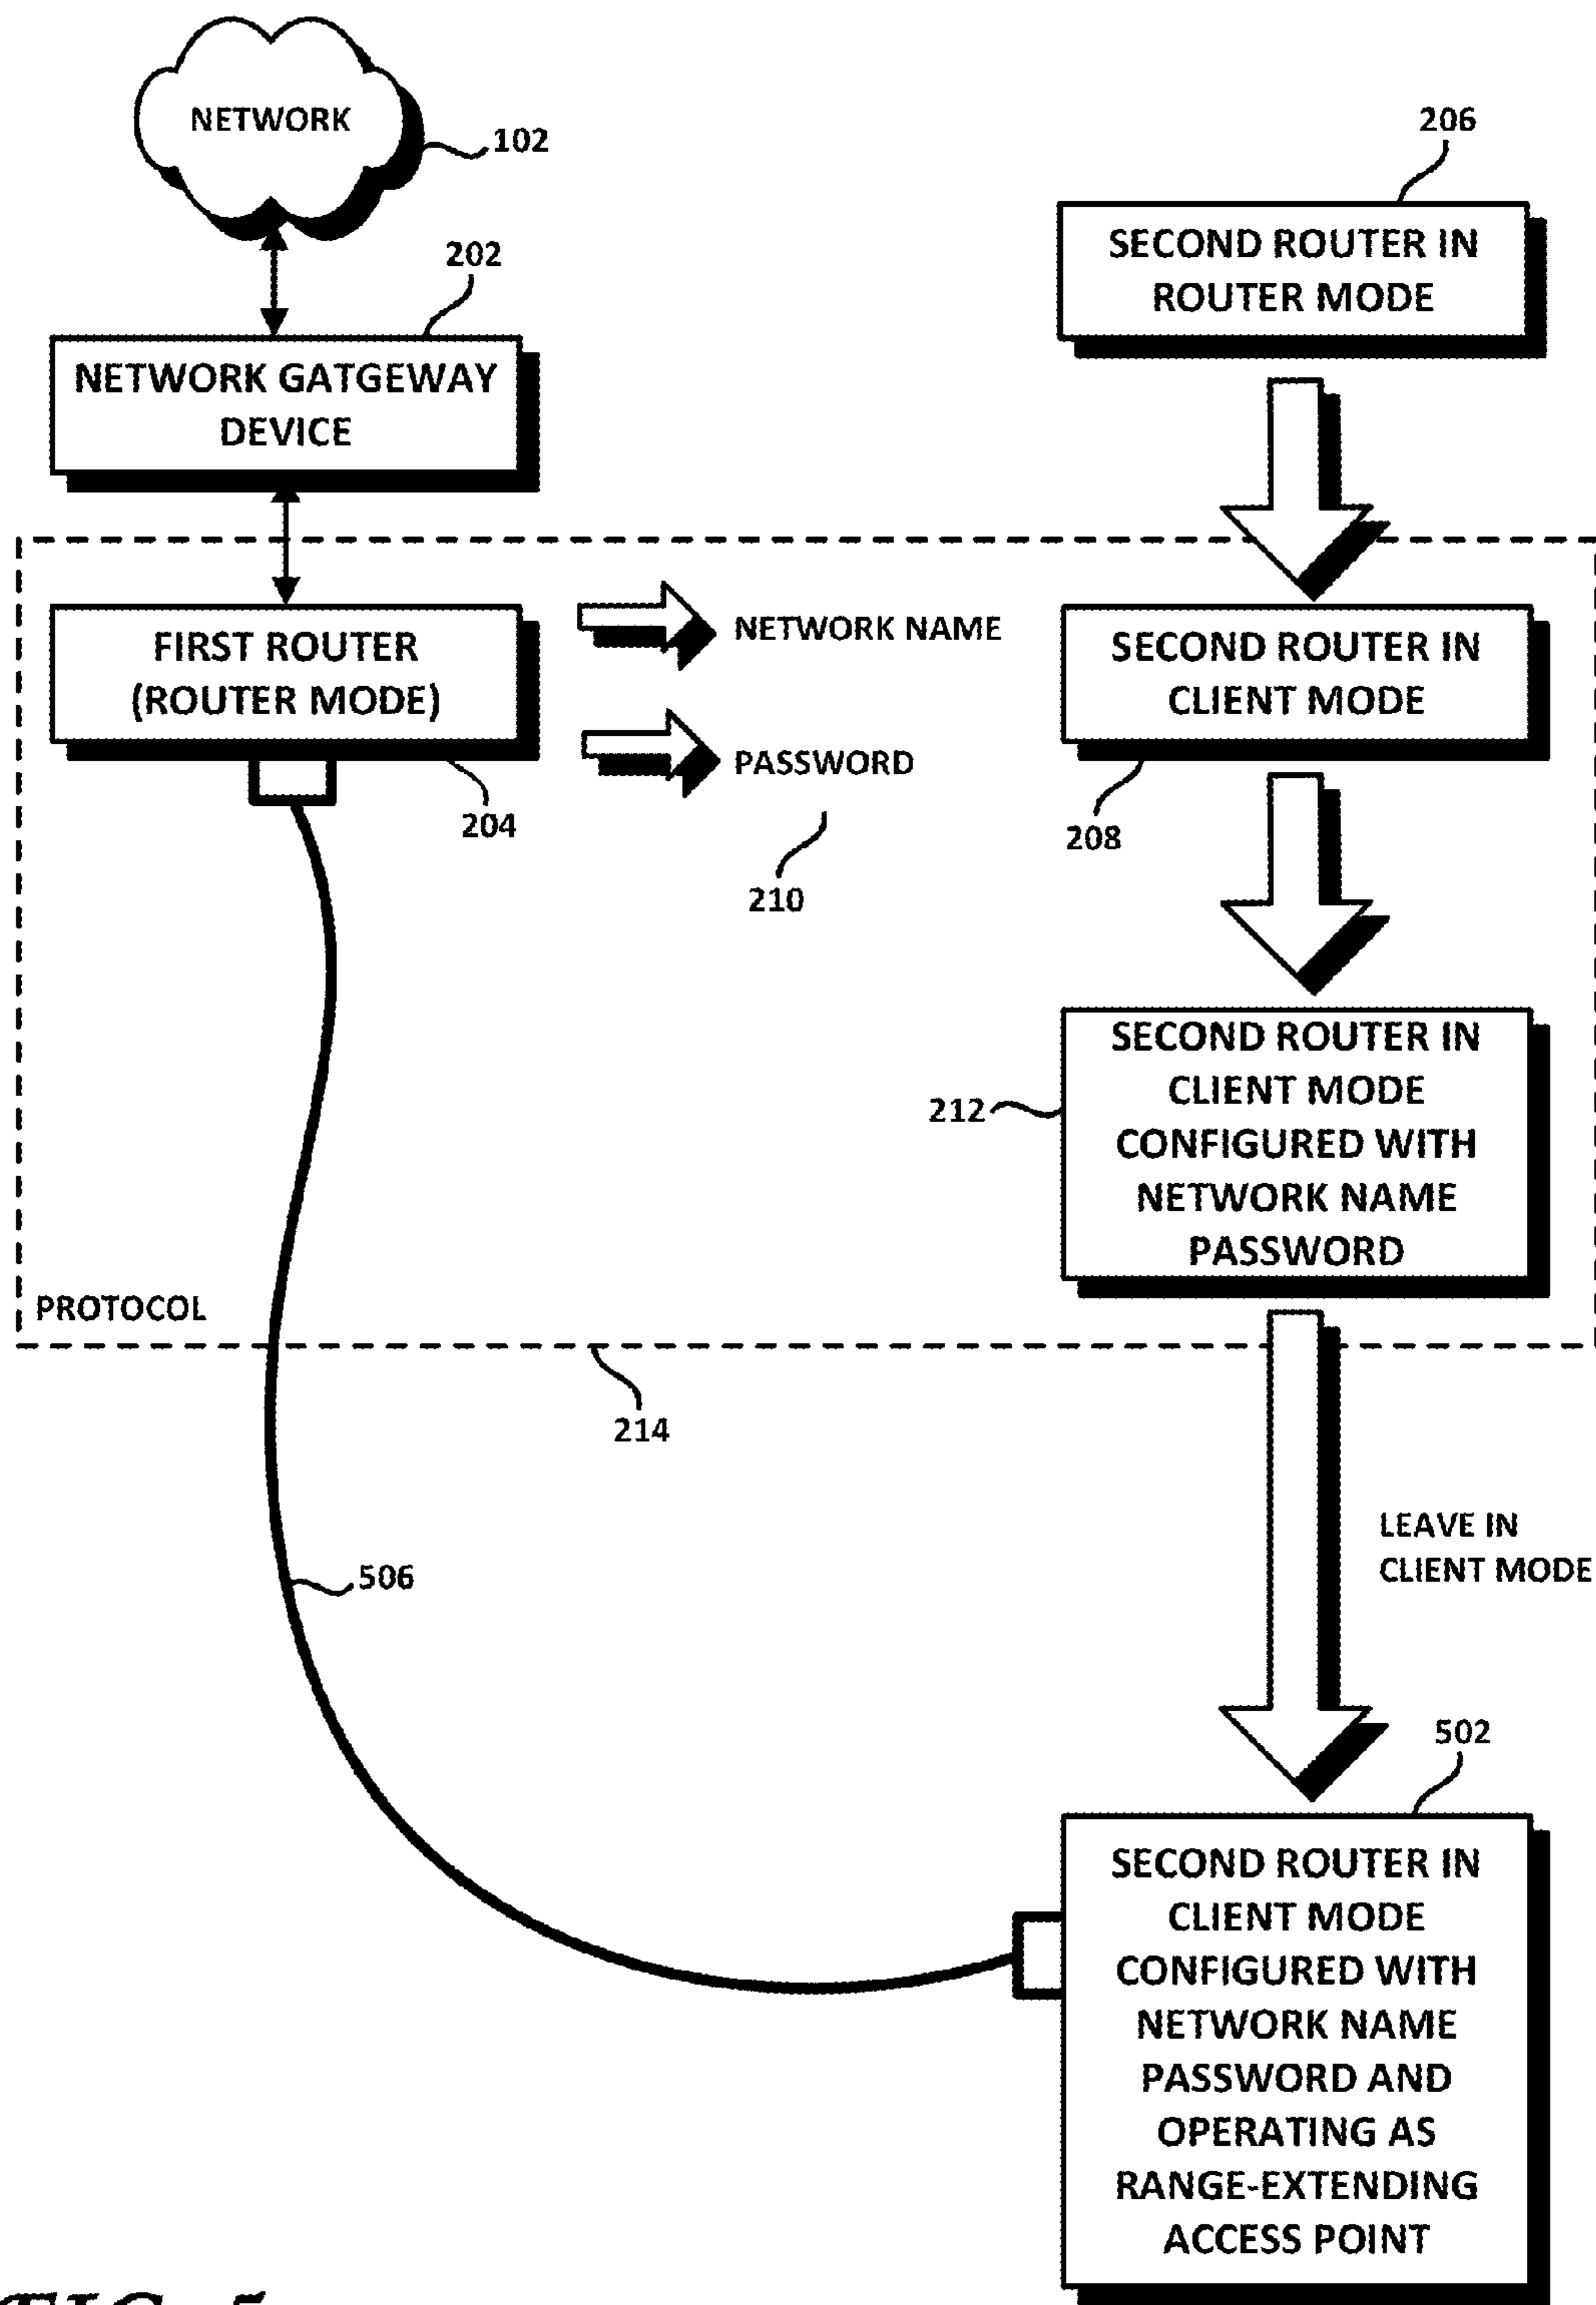 NETWORK
102
206
SECOND ROUTER IN
ROUTER MODE
202
NETWORK GATGEWAY
DEVICE
FIRST ROUTER
(ROUTER MODE)
204
NETWORK NAME
PASSWORD
210
SECOND ROUTER IN
CLIENT MODE
208
SECOND ROUTER IN
CLIENT MODE
CONFIGURED WITH
NETWORK NAME
PASSWORD
212
PROTOCOL
214
506
LEAVE IN
CLIENT MODE
502
SECOND ROUTER IN
CLIENT MODE
CONFIGURED WITH
NETWORK NAME
PASSWORD AND
OPERATING AS
RANGE-EXTENDING
ACCESS POINT